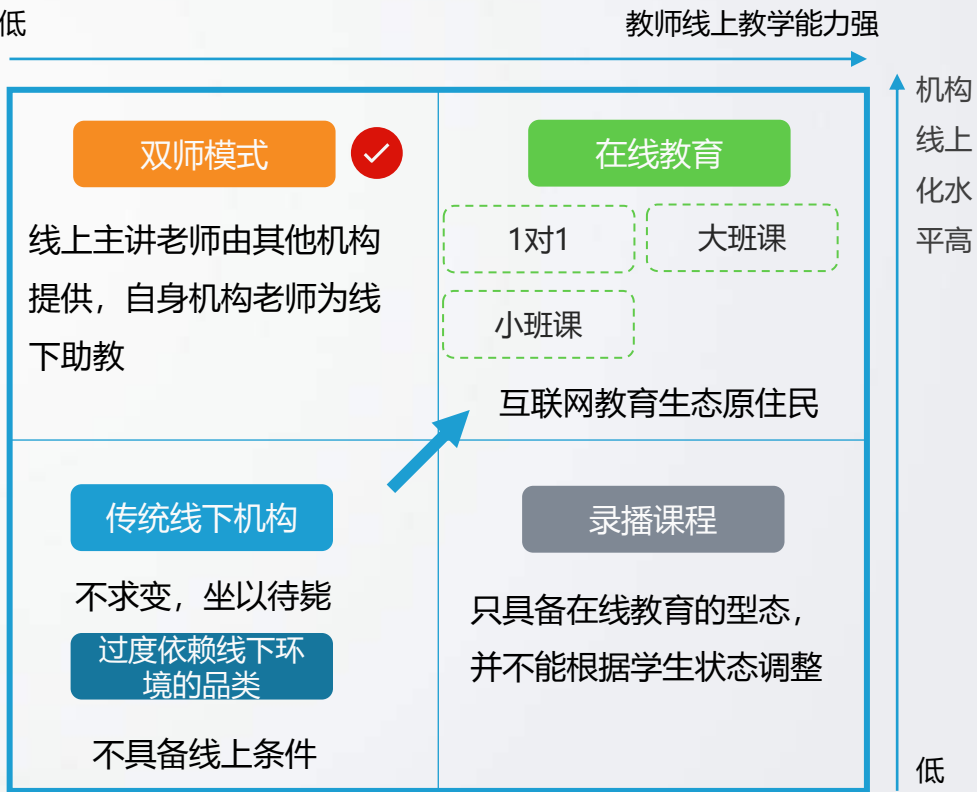 低
教师线上教学能力强
机构
线上
化水
平高
双师模式
线上主讲老师由其他机构
提供，自身机构老师为线
下助教
在线教育
1对1
大班课
小班课
互联网教育生态原住民
传统线下机构
不求变，坐以待毙
过度依赖线下环
境的品类
不具备线上条件
录播课程
只具备在线教育的型态，
并不能根据学生状态调整
低